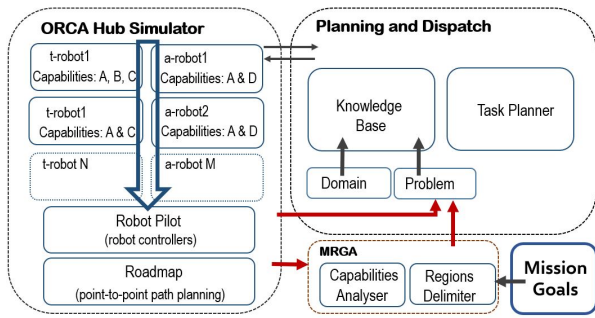 ORCA Hub Simulator
t-robot1
Capabilities: A, B, C
a-robot1
Capabilities: A & D
t-robot1
Capabilities: A & C
a-robot2
Capabilities: A & D
t-robot N
a-robot M
Robot Pilot
(robot controllers)
Roadmap
(point-to-point path planning)
Planning and Dispatch
Knowledge
Base
Task Planner
Domain
Problem
MRGA
Capabilities
Analyser
Regions
Delimiter
Mission
Goals